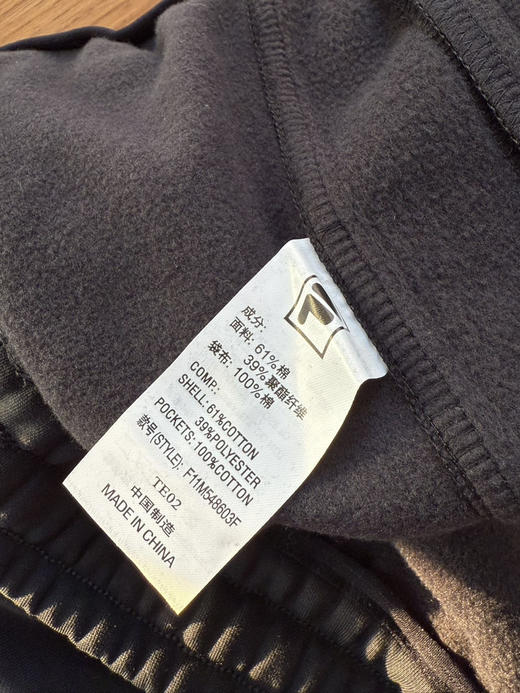 成分:
面料: 61%棉
39%聚酯纤维
袋布: 100%棉
COMP.:
SHELL:61%COTTON
39%POLYESTER
POCKETS: 100%COTTON
款号(STYLE): F11M548603F
TE02
中国制造
MADE IN CHINA